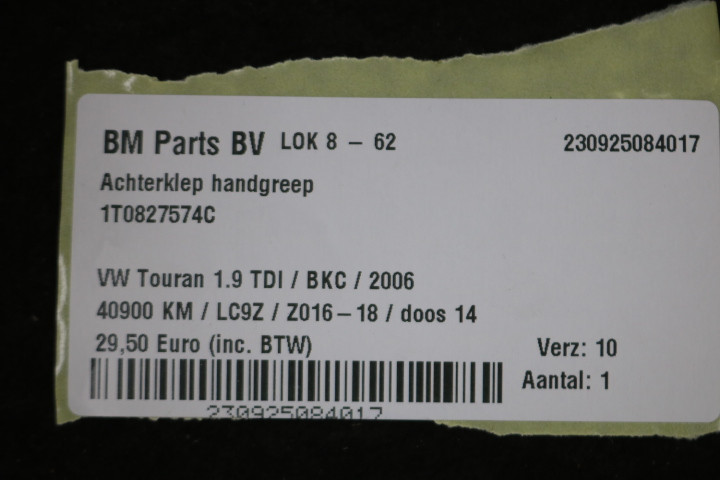 BM Parts BV LOK 8 - 62 230925084017
Achterklep handgreep
1T0827574C
VW Touran 1.9 TDI / BKC / 2006
40900 KM / LC9Z / Z016-18 / doos 14
29,50 Euro (inc. BTW) Verz: 10
Aantal: 1
230925084017